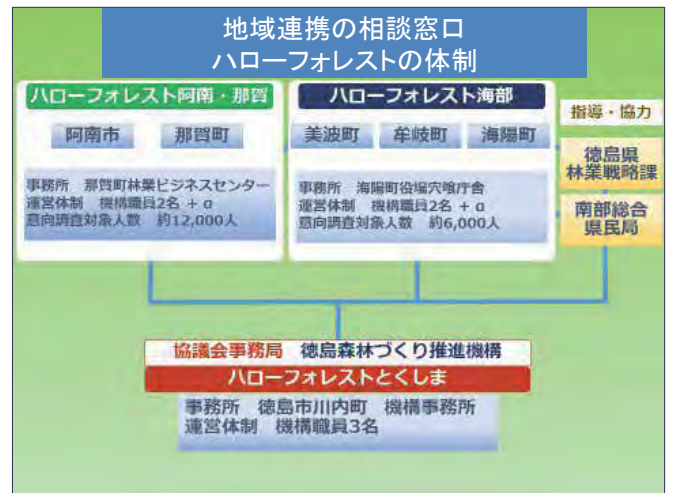 地域連携の相談窓口
ハローフォレストの体制
ハローフォレスト阿南・那賀
阿南市 那賀町
事務所 那賀町林業ビジネスセンター
運営体制 機構職員2名 + α
意向調査対象人数 約12,000人
ハローフォレスト海部
美波町 牟岐町 海陽町
事務所 海陽町役場宍喰庁舎
運営体制 機構職員2名 + α
意向調査対象人数 約6,000人
指導・協力
徳島県
林業戦略課
南部総合
県民局
協議会事務局 徳島森林づくり推進機構
ハローフォレストとくしま
事務所 徳島市川内町 機構事務所
運営体制 機構職員3名